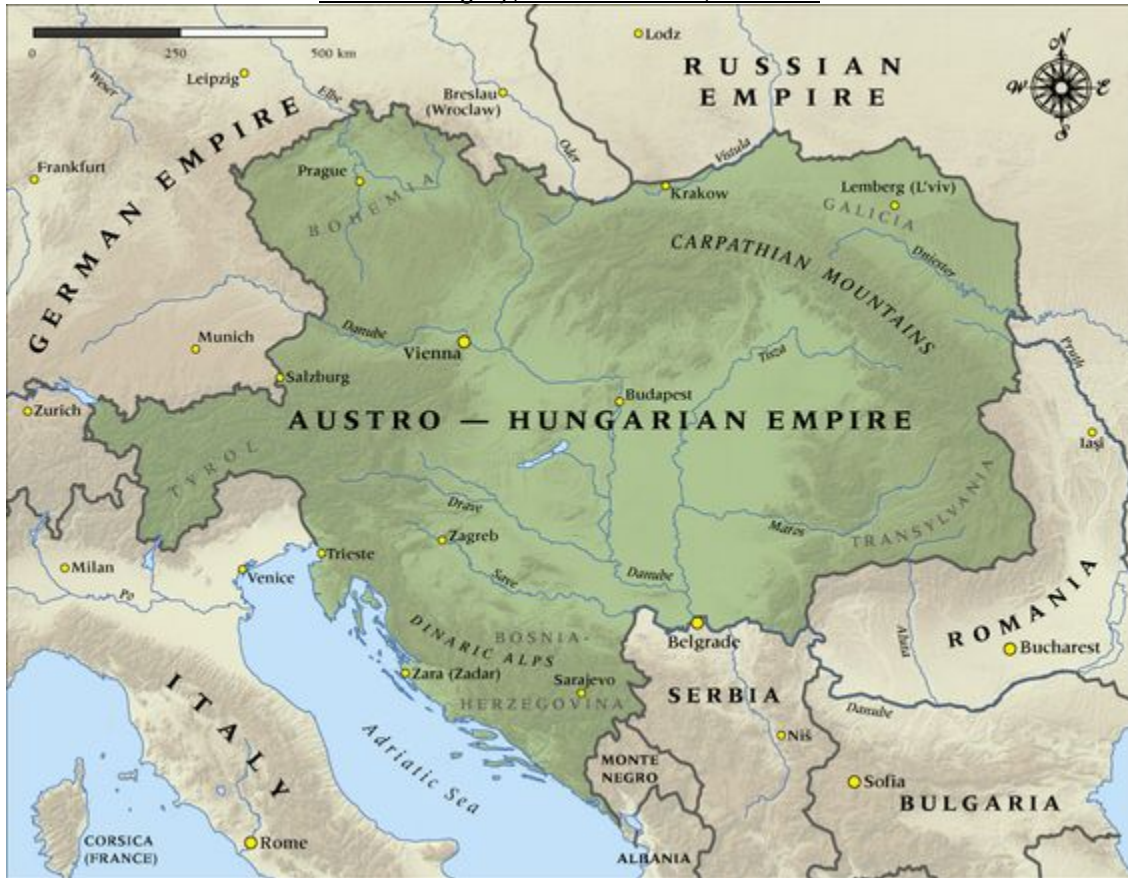 0
250
500 km
Lodz
N
W
E
S
RUSSIAN
EMPIRE
Weser
Leipzig
Elbe
Breslau
(Wroclaw)
Oder
Vistula
Frankfurt
GERMAN EMPIRE
Prague
BOHEMIA
Krakow
Lemberg (L'viv)
GALICIA
CARPATHIAN MOUNTAINS
Dniester
Munich
Danube
Vienna
Tisza
Pruth
Salzburg
Budapest
Zurich
AUSTRO — HUNGARIAN EMPIRE
Iaşi
TYROL
Drave
Maros
TRANSYLVANIA
Zagreb
Trieste
Milan
Venice
Save
Danube
Po
ROMANIA
DINARIC ALPS
BOSNIA-
HERZEGOVINA
Belgrade
Aluta
Bucharest
Zara (Zadar)
Sarajevo
SERBIA
ITALY
Danube
Adriatic Sea
Niš
MONTE
NEGRO
Sofia
BULGARIA
CORSICA
(FRANCE)
Rome
ALBANIA